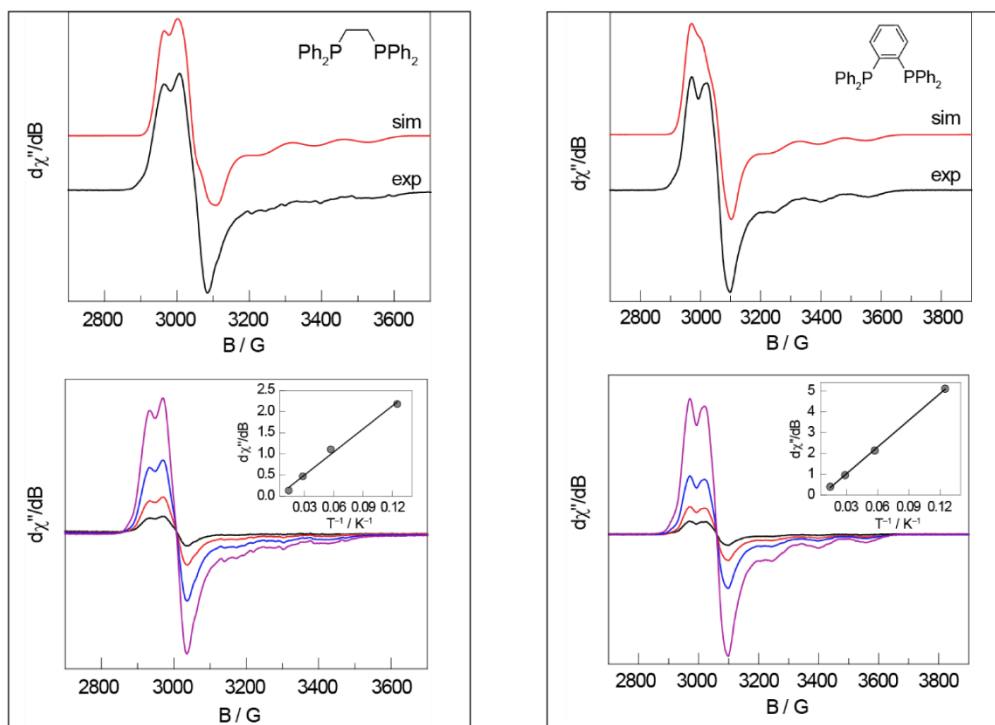 Ph2P PPh2
sim
exp
dχ"/dB
2800 3000 3200 3400 3600
B / G
Ph2P PPh2
sim
exp
dχ"/dB
2800 3000 3200 3400 3600 3800
B / G
2.5
2.0
1.5
1.0
0.5
0.0
dχ"/dB
0.03 0.06 0.09 0.12
T⁻¹ / K⁻¹
dχ"/dB
2800 3000 3200 3400 3600
B / G
5
4
3
2
1
0
dχ"/dB
0.03 0.06 0.09 0.12
T⁻¹ / K⁻¹
dχ"/dB
2800 3000 3200 3400 3600 3800
B / G